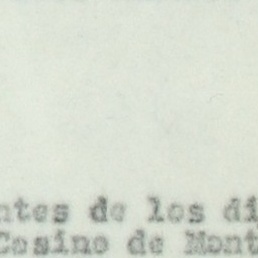 ntes de los di
Casino de Mont